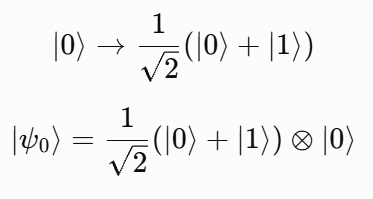 |0⟩ → 1/√2 (|0⟩ + |1⟩)
|ψ₀⟩ = 1/√2 (|0⟩ + |1⟩) ⊗ |0⟩